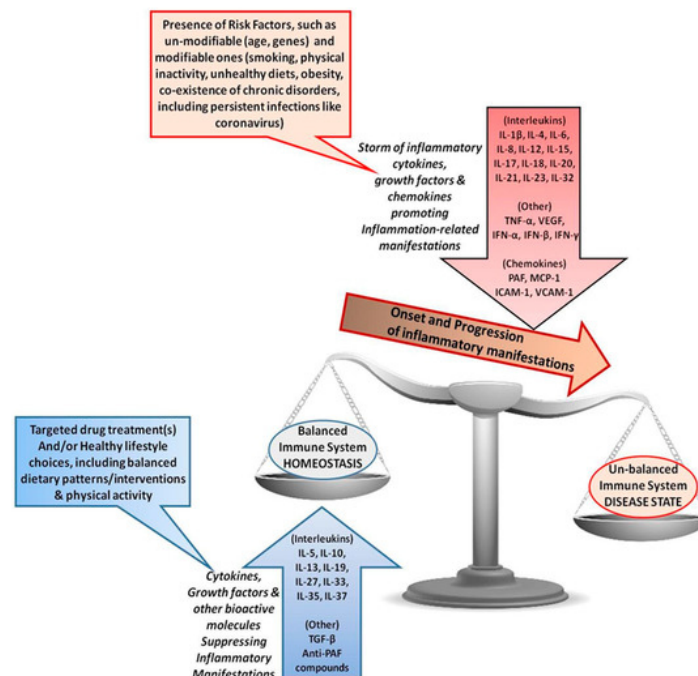 Presence of Risk Factors, such as
un-modifiable (age, genes) and
modifiable ones (smoking, physical
inactivity, unhealthy diets, obesity,
co-existence of chronic disorders,
including persistent infections like
coronavirus)
Storm of inflammatory
cytokines,
growth factors &
chemokines
promoting
Inflammation-related
manifestations
(Interleukins)
IL-1β, IL-4, IL-6,
IL-8, IL-12, IL-15,
IL-17, IL-18, IL-20,
IL-21, IL-23, IL-32
(Other)
TNF-α, VEGF,
IFN-α, IFN-β, IFN-γ
(Chemokines)
PAF, MCP-1
ICAM-1, VCAM-1
Onset and Progression
of inflammatory manifestations
Balanced
Immune System
HOMEOSTASIS
Un-balanced
Immune System
DISEASE STATE
Targeted drug treatment(s)
And/or Healthy lifestyle
choices, including balanced
dietary patterns/interventions
& physical activity
Cytokines,
Growth factors &
other bioactive
molecules
Suppressing
Inflammatory
Manifestations
(Interleukins)
IL-5, IL-10,
IL-13, IL-19,
IL-27, IL-33,
IL-35, IL-37
(Other)
TGF-β
Anti-PAF
compounds